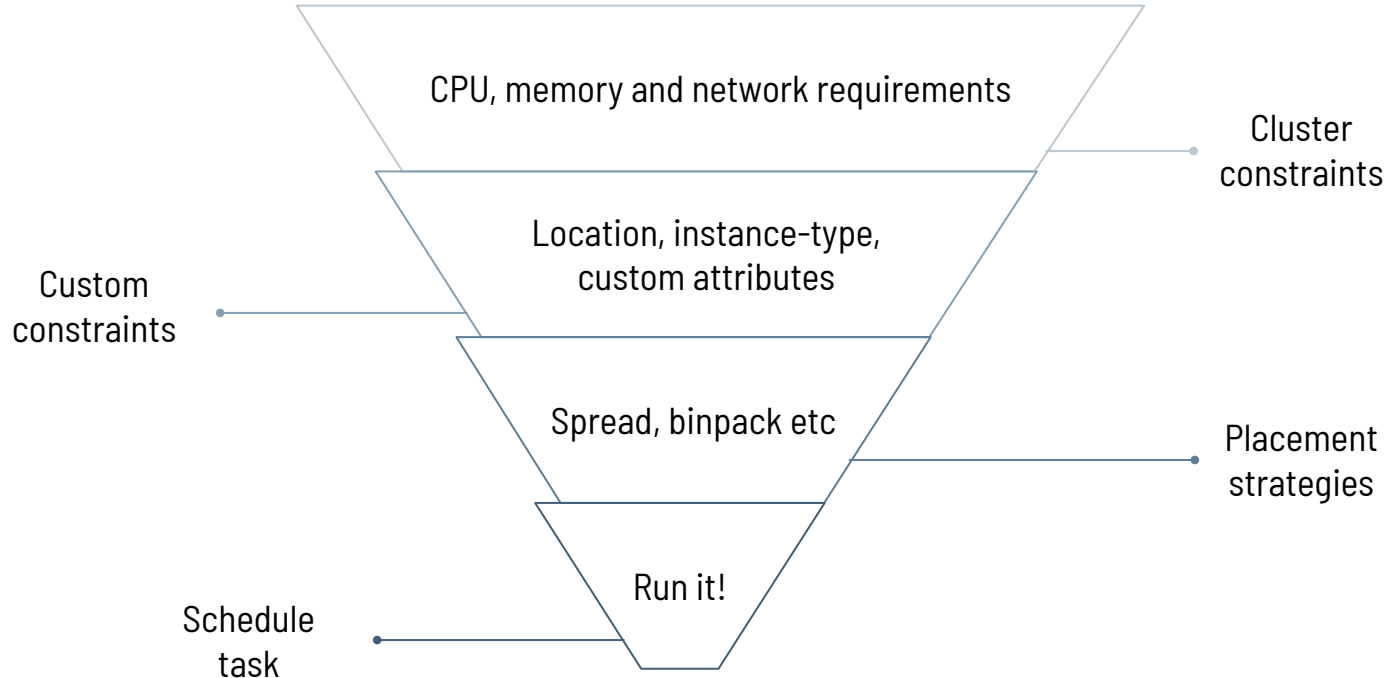 CPU, memory and network requirements
Cluster
constraints
Location, instance-type,
custom attributes
Custom
constraints
Spread, binpack etc
Placement
strategies
Run it!
Schedule
task